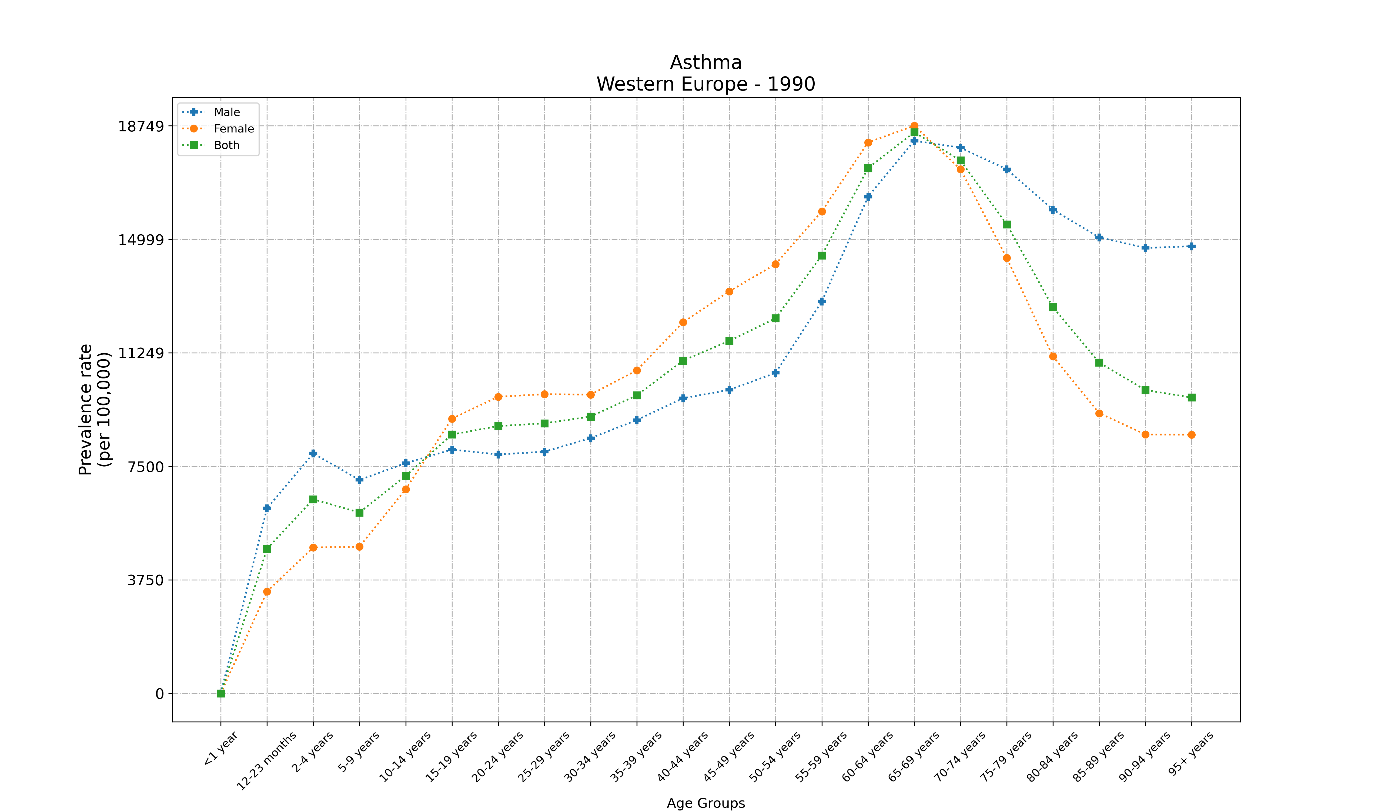 Asthma
Western Europe - 1990
Male
Female
Both
18749
14999
11249
7500
3750
0
Prevalence rate
(per 100.000)
<1 year
12-23 months
2-4 years
5-9 years
10-14 years
15-19 years
20-24 years
25-29 years
30-34 years
35-39 years
40-44 years
45-49 years
50-54 years
55-59 years
60-64 years
65-69 years
70-74 years
75-79 years
80-84 years
85-89 years
90-94 years
95+ years
Age Groups